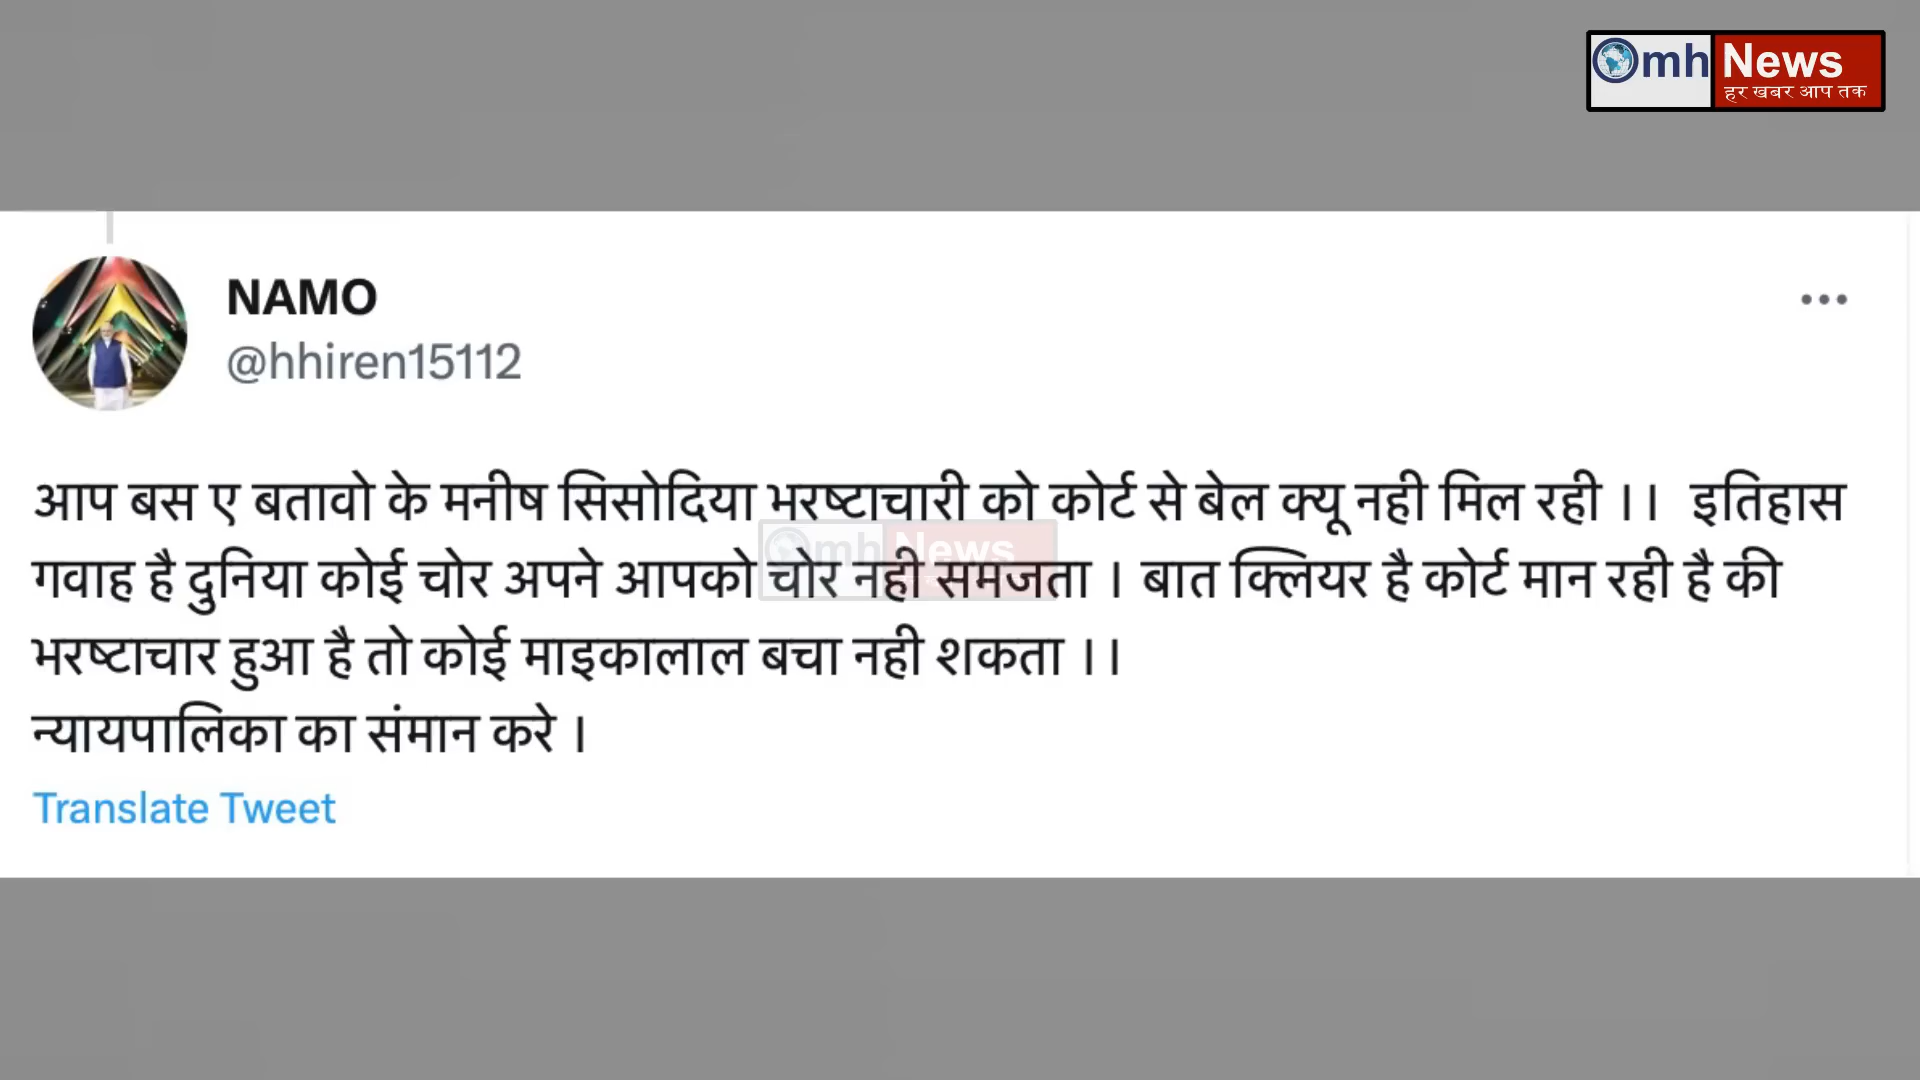 Omh News
हर खबर आप तक
NAMO
@hhiren15112
आप बस ए बतावो के मनीष सिसोदिया भरष्टाचारी को कोर्ट से बेल क्यू नही मिल रही ।। इतिहास
गवाह है दुनिया कोई चोर अपने आपको चोर नही समजता । बात क्लियर है कोर्ट मान रही है की
भरष्टाचार हुआ है तो कोई माइकालाल बचा नही शकता ।।
न्यायपालिका का संमान करे ।
Translate Tweet